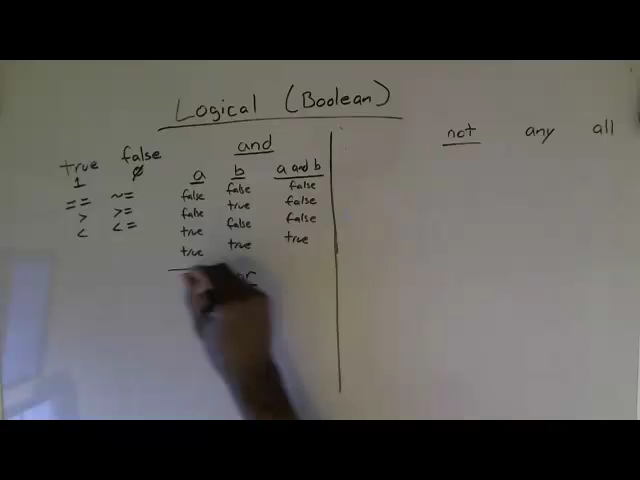 Logical (Boolean)
true false
1 0
== ~=
> >=
< <=
and
a b a and b
false false false
false true false
true false false
true true true
or
not any all